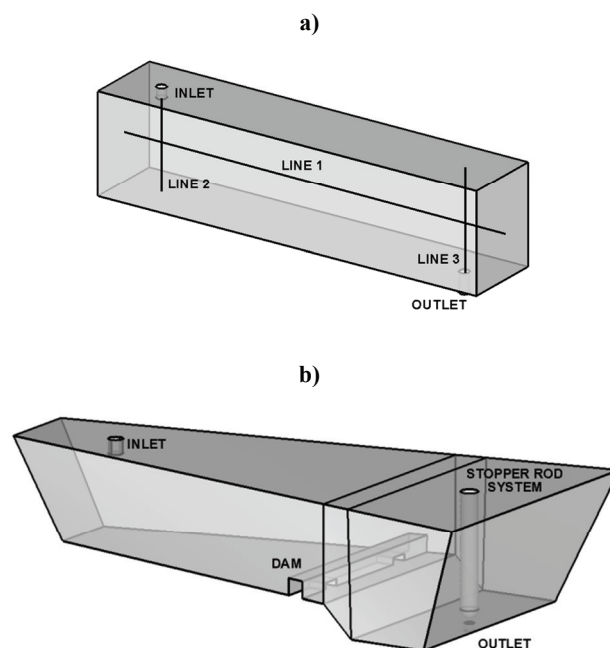 a)
INLET
LINE 1
LINE 2
LINE 3
OUTLET
b)
INLET
STOPPER ROD
SYSTEM
DAM
OUTLET